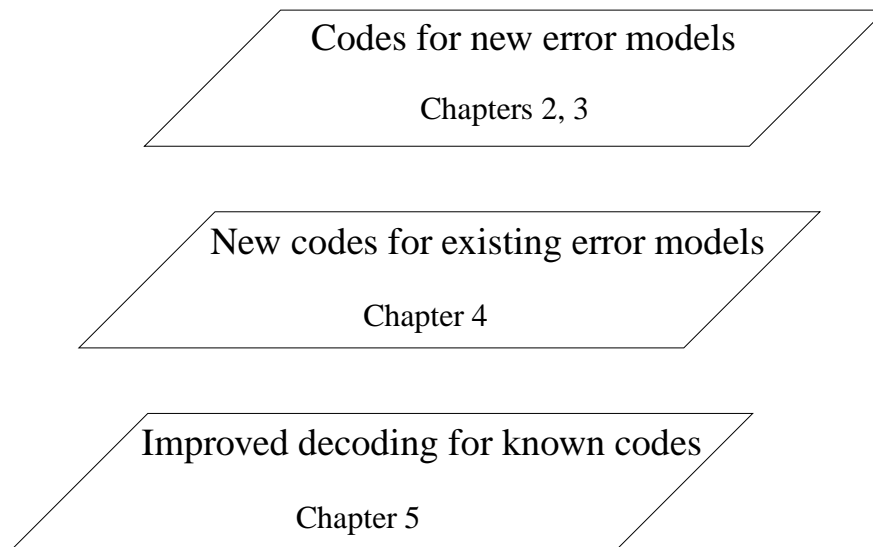 Codes for new error models
Chapters 2, 3
New codes for existing error models
Chapter 4
Improved decoding for known codes
Chapter 5